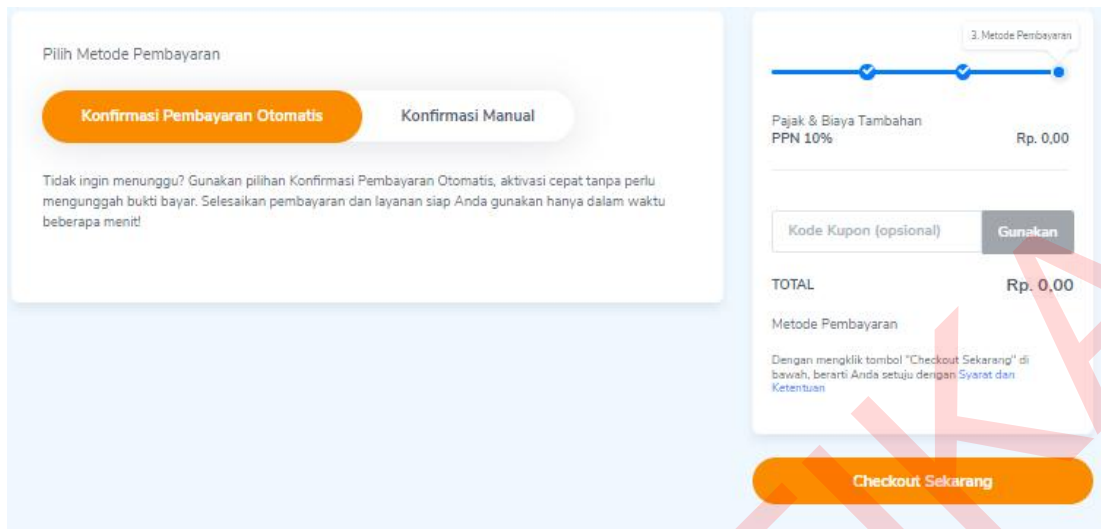 Pilih Metode Pembayaran
Konfirmasi Pembayaran Otomatis
Konfirmasi Manual
Tidak ingin menunggu? Gunakan pilihan Konfirmasi Pembayaran Otomatis, aktivasi cepat tanpa perlu
mengunggah bukti bayar. Selesaikan pembayaran dan layanan siap Anda gunakan hanya dalam waktu
beberapa menit!
3. Metode Pembayaran
Pajak & Biaya Tambahan
PPN 10% Rp. 0,00
Kode Kupon (opsional) Gunakan
TOTAL Rp. 0,00
Metode Pembayaran
Dengan mengklik tombol "Checkout Sekarang" di
bawah, berarti Anda setuju dengan Syarat dan
Ketentuan
Checkout Sekarang